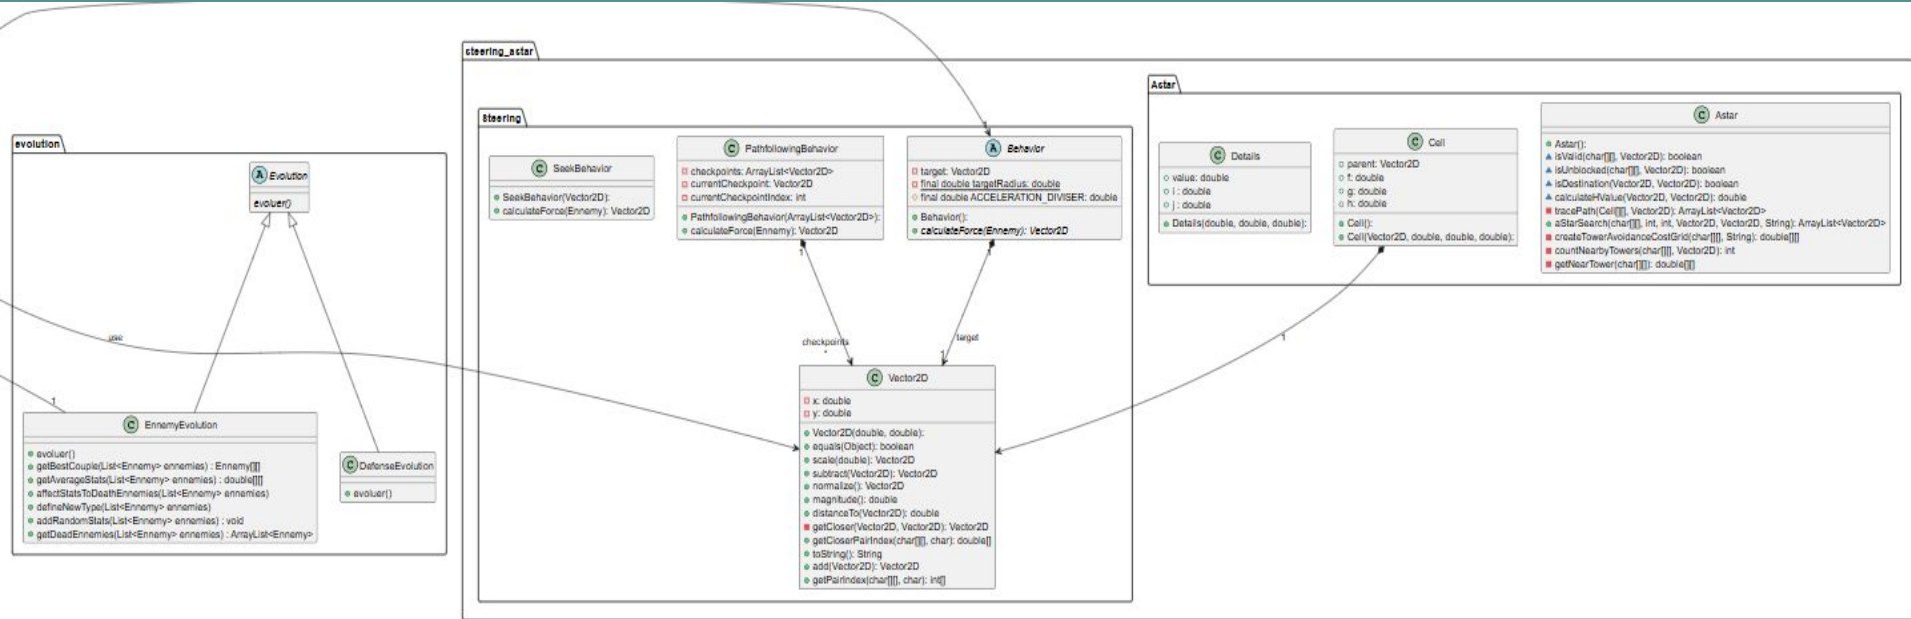 steering_astar
Astar
Steering
evolution
C Astar
Astar():
isValid(char[][], Vector2D): boolean
isUnblocked(char[][], Vector2D): boolean
isDestination(Vector2D, Vector2D): boolean
calculateHValue(Vector2D, Vector2D): double
tracePath(Cell[][], Vector2D): ArrayList<Vector2D>
aStarSearch(char[][], int, int, Vector2D, Vector2D, String): ArrayList<Vector2D>
createTowerAvoidanceCostGrid(char[][], String): double[][]
countNearbyTowers(char[][], Vector2D): int
getNearTower(char[][]): double[][]
C Cell
parent: Vector2D
f: double
g: double
h: double
Cell():
Cell(Vector2D, double, double, double):
C Details
value: double
i : double
j : double
Details(double, double, double):
A Behavior
target: Vector2D
final double targetRadius: double
final double ACCELERATION_DIVISER: double
Behavior():
calculateForce(Ennemy): Vector2D
C PathfollowingBehavior
checkpoints: ArrayList<Vector2D>
currentCheckpoint: Vector2D
currentCheckpointIndex: int
PathfollowingBehavior(ArrayList<Vector2D>):
calculateForce(Ennemy): Vector2D
C SeekBehavior
SeekBehavior(Vector2D):
calculateForce(Ennemy): Vector2D
A Evolution
evoluer()
1
1
1
use
checkpoints
*
target
1
1
1
C Vector2D
x: double
y: double
Vector2D(double, double):
equals(Object): boolean
scale(double): Vector2D
subtract(Vector2D): Vector2D
normalize(): Vector2D
magnitude(): double
distanceTo(Vector2D): double
getCloser(Vector2D, Vector2D): Vector2D
getCloserPairIndex(char[][], char): double[]
toString(): String
add(Vector2D): Vector2D
getPairIndex(char[][], char): int[]
C EnnemyEvolution
evoluer()
getBestCouple(List<Ennemy> ennemies) : Ennemy[][]
getAverageStats(List<Ennemy> ennemies) : double[][]
affectStatsToDeathEnnemies(List<Ennemy> ennemies)
defineNewType(List<Ennemy> ennemies)
addRandomStats(List<Ennemy> ennemies) : void
getDeadEnnemies(List<Ennemy> ennemies) : ArrayList<Ennemy>
C DefenseEvolution
evoluer()